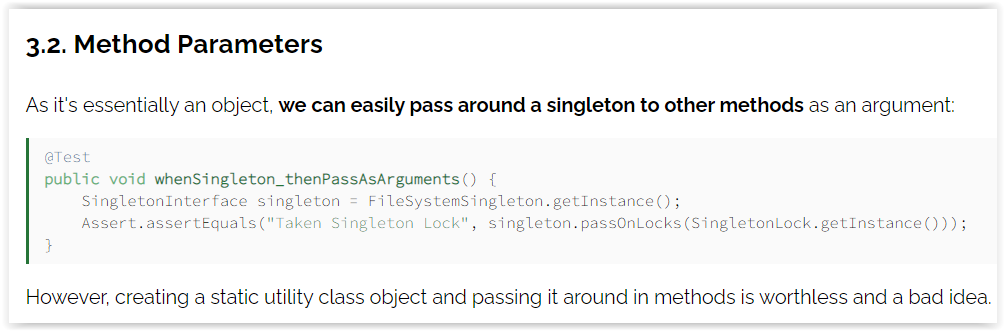 3.2. Method Parameters
As it's essentially an object, we can easily pass around a singleton to other methods as an argument:
@Test
public void whenSingleton_thenPassAsArguments() {
    SingletonInterface singleton = FileSystemSingleton.getInstance();
    Assert.assertEquals("Taken Singleton Lock", singleton.passOnLocks(SingletonLock.getInstance()));
}
However, creating a static utility class object and passing it around in methods is worthless and a bad idea.